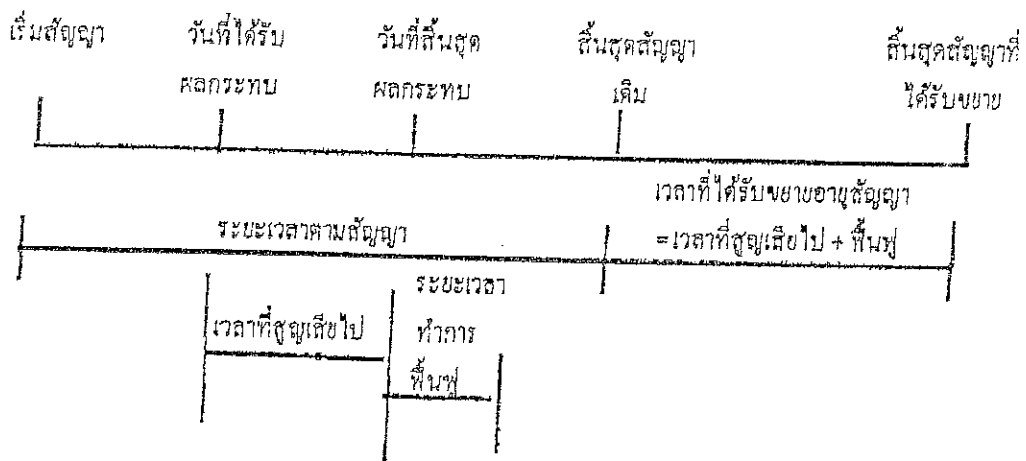 เริ่มสัญญา วันที่ได้รับ วันที่สิ้นสุด สิ้นสุดสัญญา สิ้นสุดสัญญาที่
ผลกระทบ ผลกระทบ เดิม ได้รับขยาย
เวลาที่ได้รับขยายอายุสัญญา
ระยะเวลาตามสัญญา =เวลาที่สูญเสียไป + ฟื้นฟู
ระยะเวลา
เวลาที่สูญเสียไป ทำการ
ฟื้นฟู